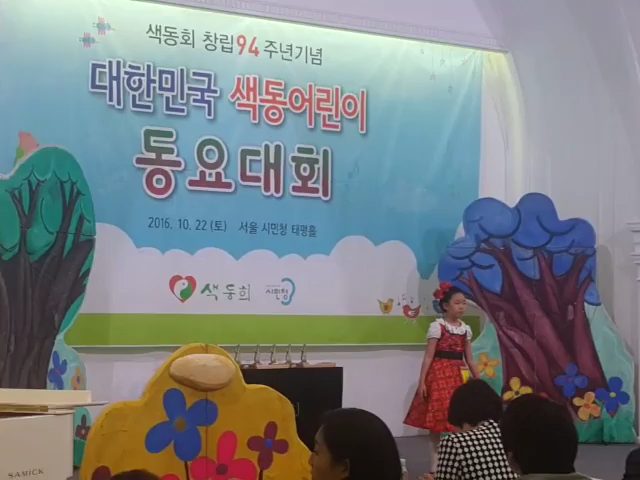 색동회 창립94주년기념
대한민국 색동어린이
동요대회
2016. 10. 22 (토) 서울 시민청 태평홀
색동회 시민청
SAMICK